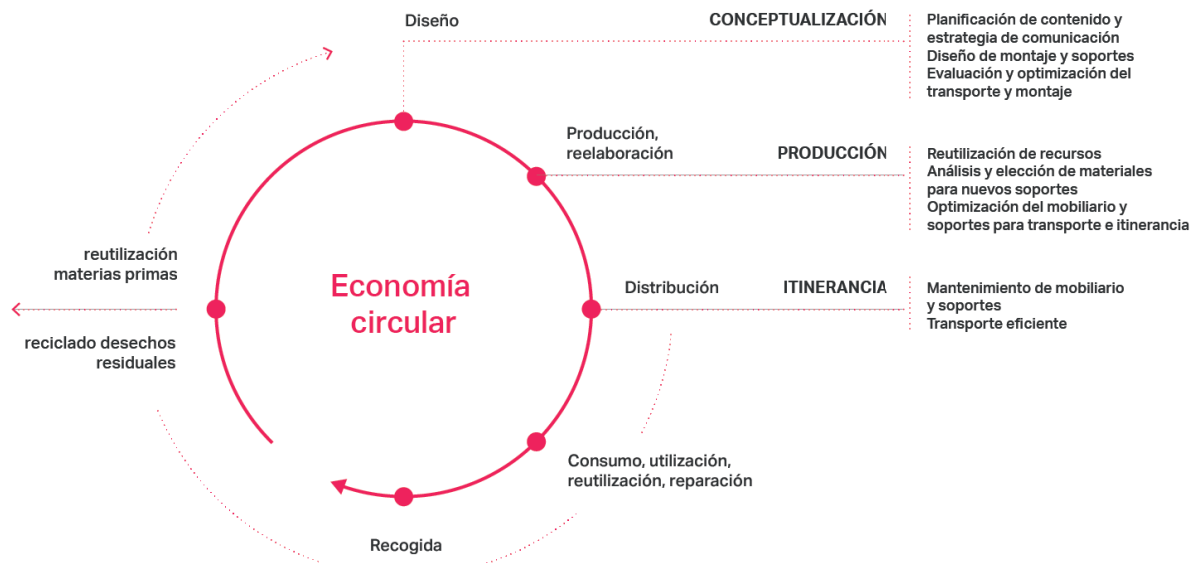 Diseño
CONCEPTUALIZACIÓN
Planificación de contenido y
estrategia de comunicación
Diseño de montaje y soportes
Evaluación y optimización del
transporte y montaje
Producción,
reelaboración
PRODUCCIÓN
Reutilización de recursos
Análisis y elección de materiales
para nuevos soportes
Optimización del mobiliario y
soportes para transporte e itinerancia
reutilización
materias primas
Economía
circular
Distribución
ITINERANCIA
Mantenimiento de mobiliario
y soportes
Transporte eficiente
reciclado desechos
residuales
Consumo, utilización,
reutilización, reparación
Recogida